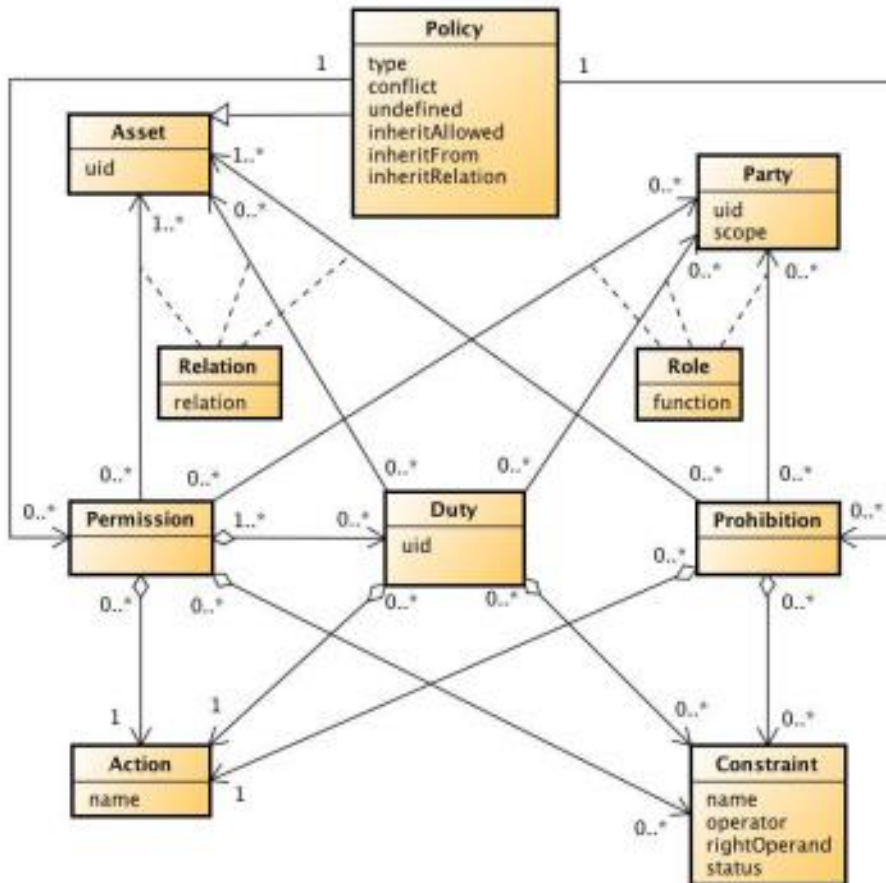 Policy
1
1
type
conflict
undefined
inheritAllowed
inheritFrom
inheritRelation
Asset
uid
1..*
0..*
1..*
Party
uid
scope
0..*
0..*
0..*
Relation
relation
Role
function
0..*
0..*
0..*
0..*
0..*
0..*
0..*
Permission
1..*
0..*
Duty
uid
Prohibition
0..*
0..*
0..*
0..*
0..*
0..*
0..*
1
1
0..*
0..*
Action
name
1
Constraint
name
operator
rightOperand
status
0..*